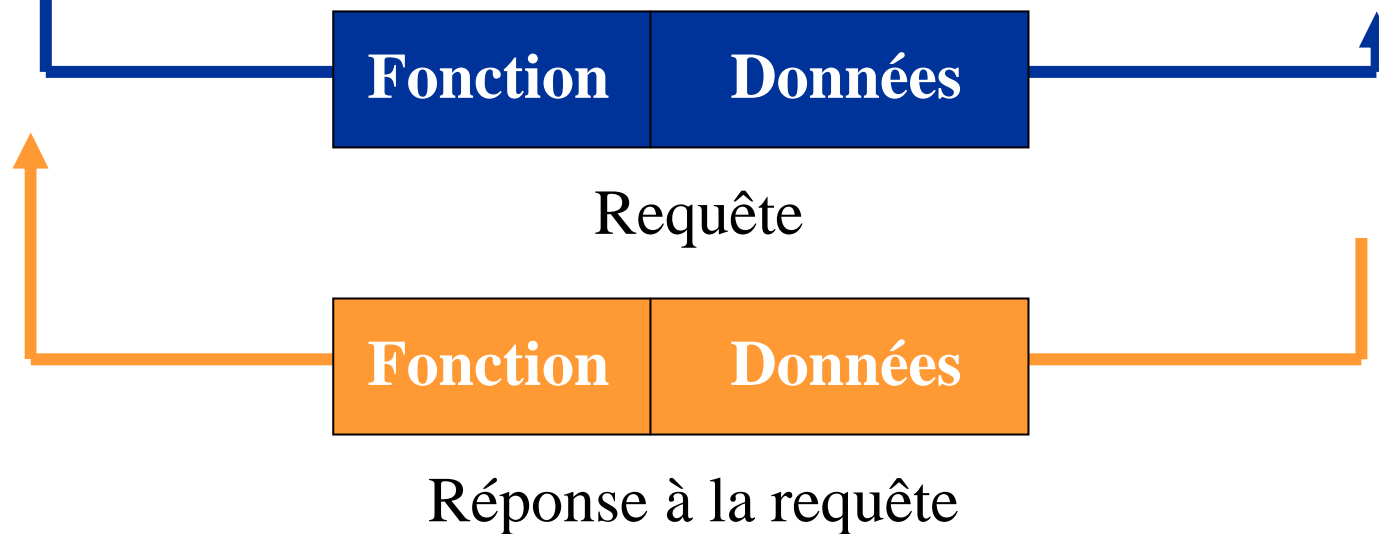 Fonction Données
Requête
Fonction Données
Réponse à la requête